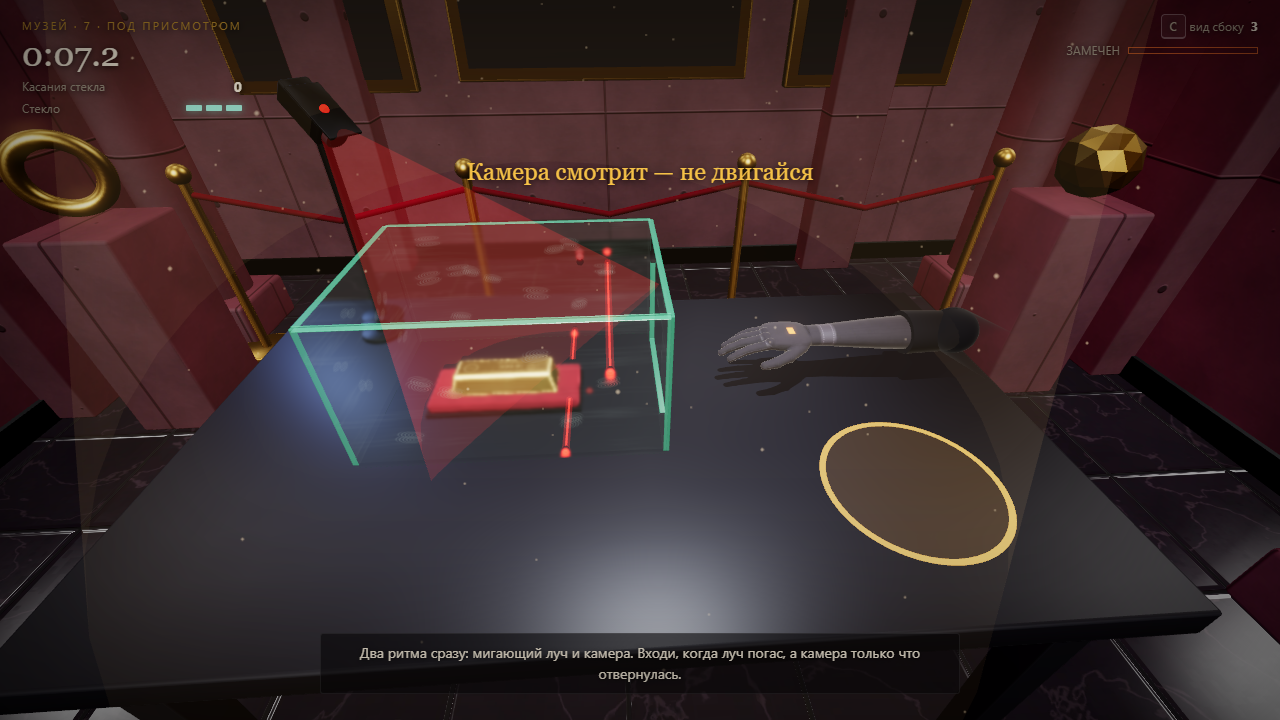 МУЗЕЙ · 7 · ПОД ПРИСМОТРОМ
0:07.2
Касания стекла 0
Стекло
C вид сбоку 3
ЗАМЕЧЕН
Камера смотрит — не двигайся
Два ритма сразу: мигающий луч и камера. Входи, когда луч погас, а камера только что
отвернулась.